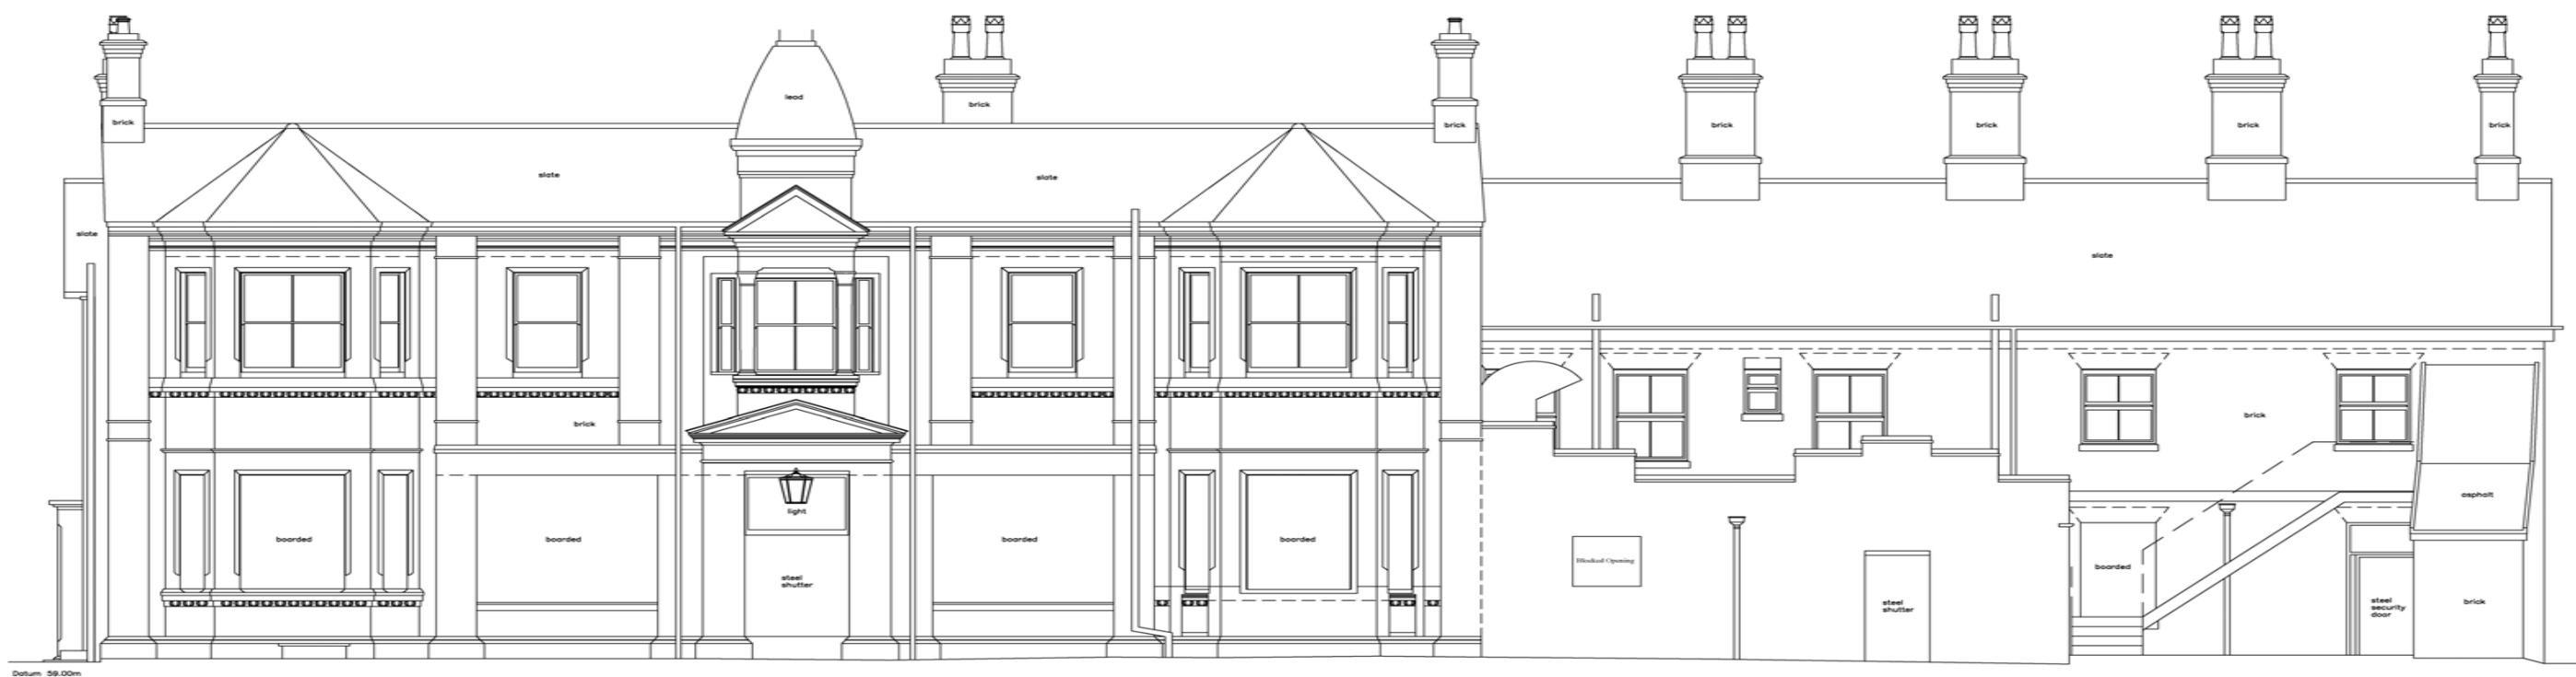 lead
brick
brick
brick
brick
brick
brick
brick
slate
slate
slate
slate
brick
brick
asphalt
light
boarded
boarded
boarded
boarded
Blocked Opening
boarded
steel
shutter
steel
shutter
steel
security
door
brick
Datum 59.00m